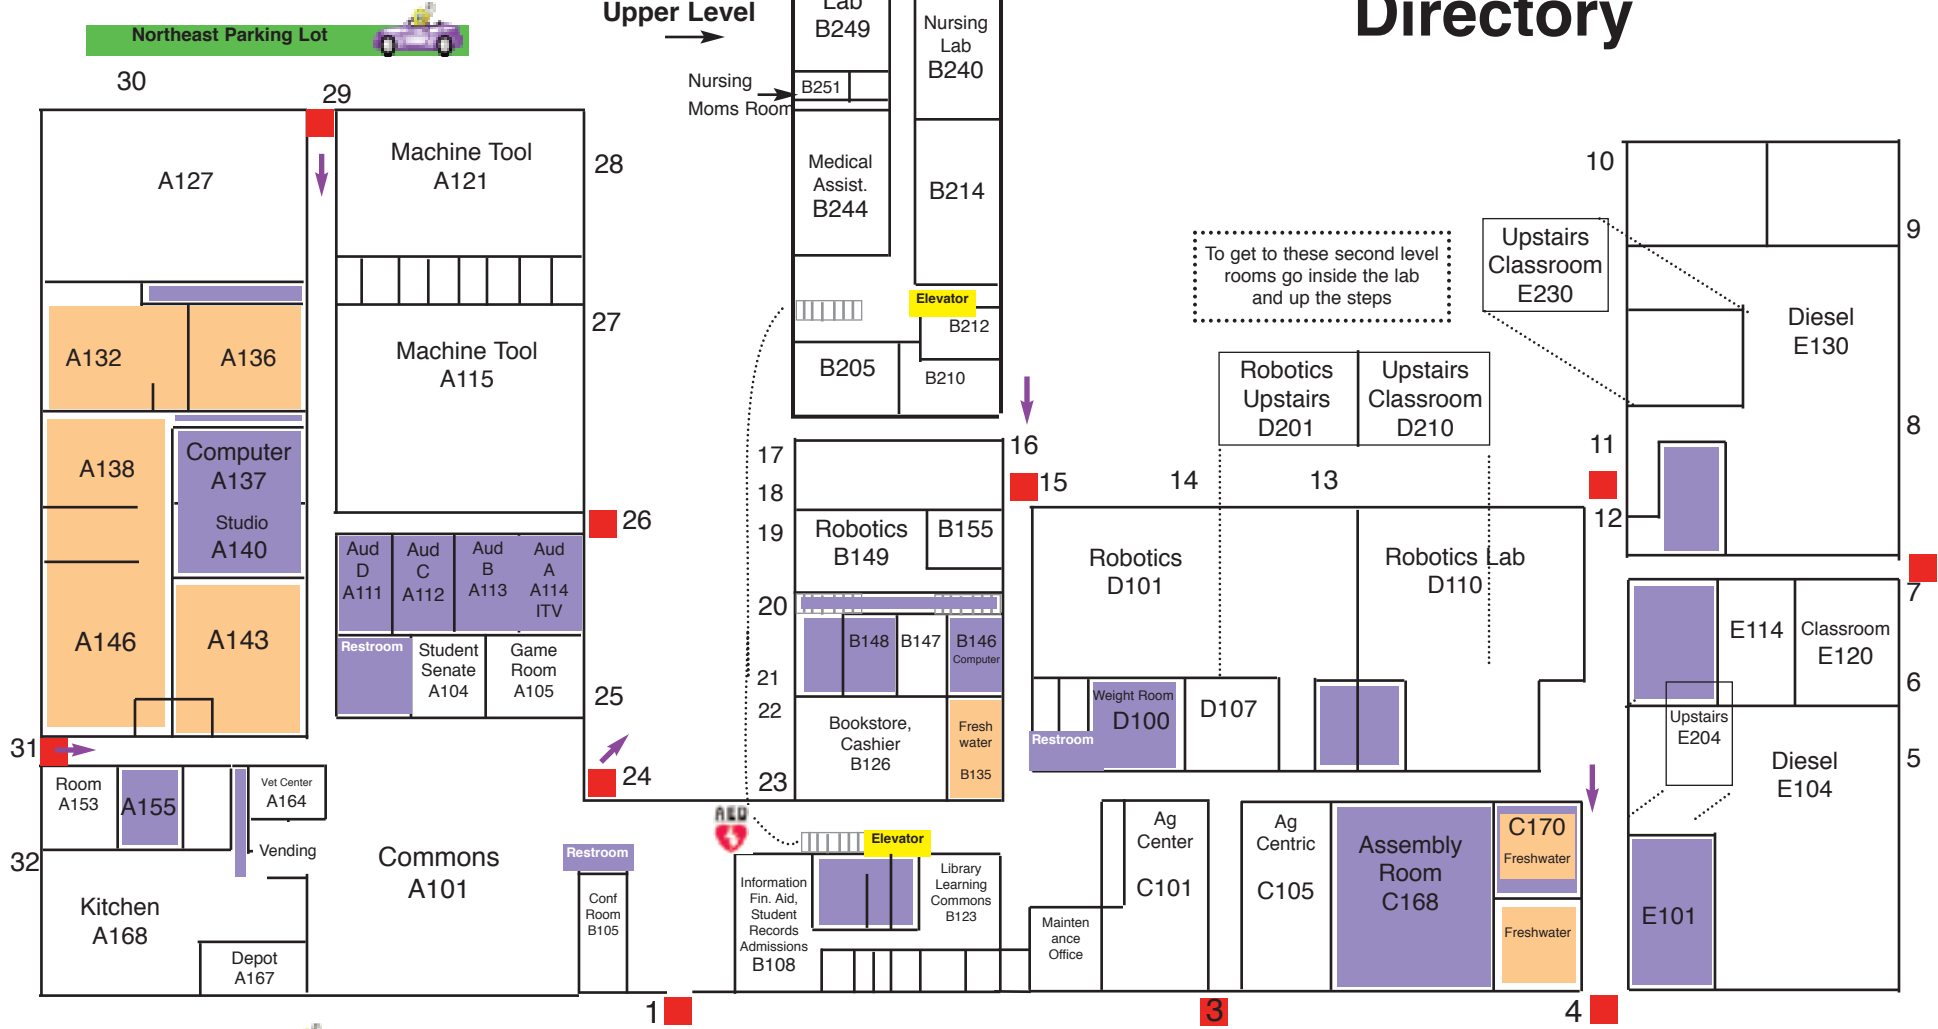 Directory
Upper Level
Northeast Parking Lot
30
29
28
27
26
25
24
31
32
A127
Machine Tool
A121
Machine Tool
A115
A132
A136
A138
Computer
A137
Studio
A140
A146
A143
Aud
D
A111
Aud
C
A112
Aud
B
A113
Aud
A
A114
ITV
Restroom
Student
Senate
A104
Game
Room
A105
Room
A153
A155
Vet Center
A164
Vending
Kitchen
A168
Depot
A167
Commons
A101
Restroom
Conf
Room
B105
1
Lab
B249
Nursing
Lab
B240
Nursing
Moms Room
B251
Medical
Assist.
B244
B214
Elevator
B212
B205
B210
17
18
19
20
21
22
23
16
15
Robotics
B149
B155
B148
B147
B146
Computer
Bookstore,
Cashier
B126
Fresh
water
B135
AED
Elevator
Information
Fin. Aid,
Student
Records
Admissions
B108
Library
Learning
Commons
B123
Mainten
ance
Office
To get to these second level
rooms go inside the lab
and up the steps
Upstairs
Classroom
E230
Robotics
Upstairs
D201
Upstairs
Classroom
D210
14
13
11
12
10
9
8
7
6
5
Robotics
D101
Robotics Lab
D110
Weight Room
D100
D107
Restroom
Ag
Center
C101
Ag
Centric
C105
Assembly
Room
C168
C170
Freshwater
Freshwater
3
4
Diesel
E130
E114
Classroom
E120
Upstairs
E204
Diesel
E104
E101